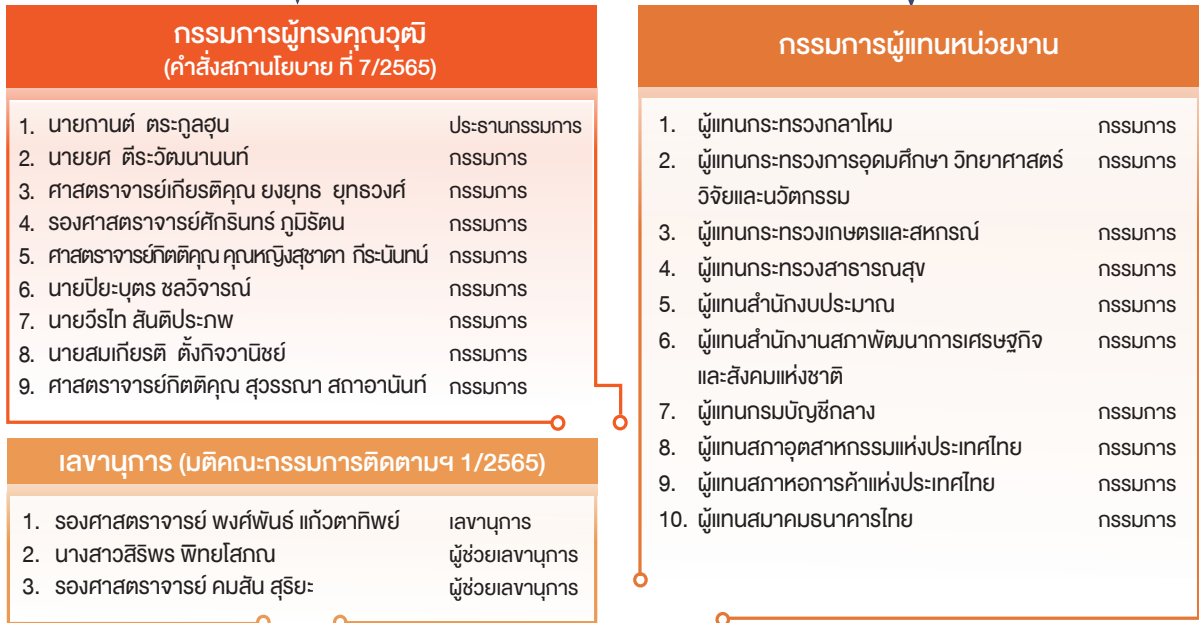 กรรมการผู้ทรงคุณวุฒิ
(คำสั่งสภานโยบาย ที่ 7/2565)
1. นายกานต์ ตระกูลฮุน ประธานกรรมการ
2. นายยศ ตีระวัฒนานนท์ กรรมการ
3. ศาสตราจารย์เกียรติคุณ ยงยุทธ ยุทธวงศ์ กรรมการ
4. รองศาสตราจารย์ศักรินทร์ ภูมิรัตน กรรมการ
5. ศาสตราจารย์กิตติคุณ คุณหญิงสุชาดา กีระนันทน์ กรรมการ
6. นายปิยะบุตร ชลวิจารณ์ กรรมการ
7. นายวีรไท สันติประภพ กรรมการ
8. นายสมเกียรติ ตั้งกิจวานิชย์ กรรมการ
9. ศาสตราจารย์กิตติคุณ สุวรรณา สถาอานันท์ กรรมการ
เลขานุการ (มติคณะกรรมการติดตามฯ 1/2565)
1. รองศาสตราจารย์ พงศ์พันธ์ แก้วตาทิพย์ เลขานุการ
2. นางสาวสิริพร พิทยโสภณ ผู้ช่วยเลขานุการ
3. รองศาสตราจารย์ คมสัน สุริยะ ผู้ช่วยเลขานุการ
กรรมการผู้แทนหน่วยงาน
1. ผู้แทนกระทรวงกลาโหม กรรมการ
2. ผู้แทนกระทรวงการอุดมศึกษา วิทยาศาสตร์ กรรมการ
วิจัยและนวัตกรรม
3. ผู้แทนกระทรวงเกษตรและสหกรณ์ กรรมการ
4. ผู้แทนกระทรวงสาธารณสุข กรรมการ
5. ผู้แทนสำนักงบประมาณ กรรมการ
6. ผู้แทนสำนักงานสภาพัฒนาการเศรษฐกิจ กรรมการ
และสังคมแห่งชาติ
7. ผู้แทนกรมบัญชีกลาง กรรมการ
8. ผู้แทนสภาอุตสาหกรรมแห่งประเทศไทย กรรมการ
9. ผู้แทนสภาหอการค้าแห่งประเทศไทย กรรมการ
10. ผู้แทนสมาคมธนาคารไทย กรรมการ